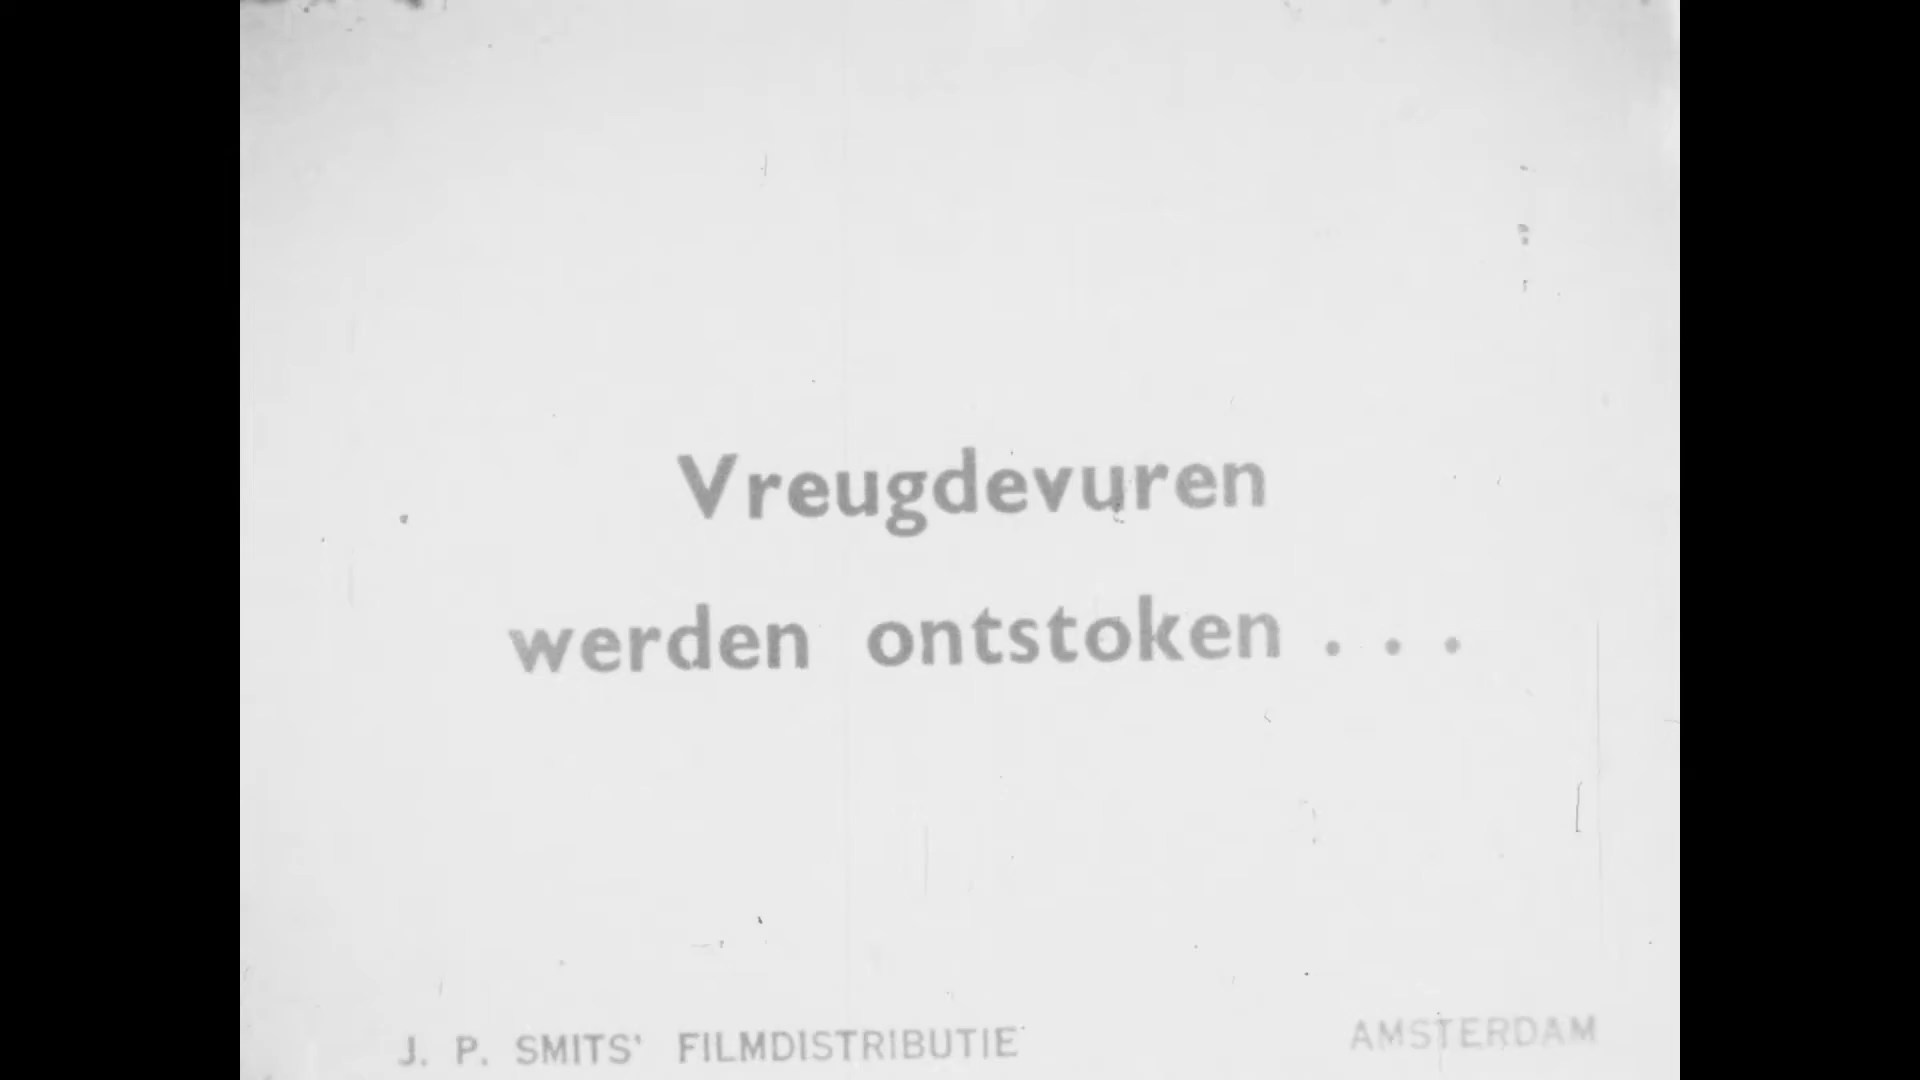 Vreugdevuren
werden ontstoken . . .
J. P. SMITS' FILMDISTRIBUTIE AMSTERDAM